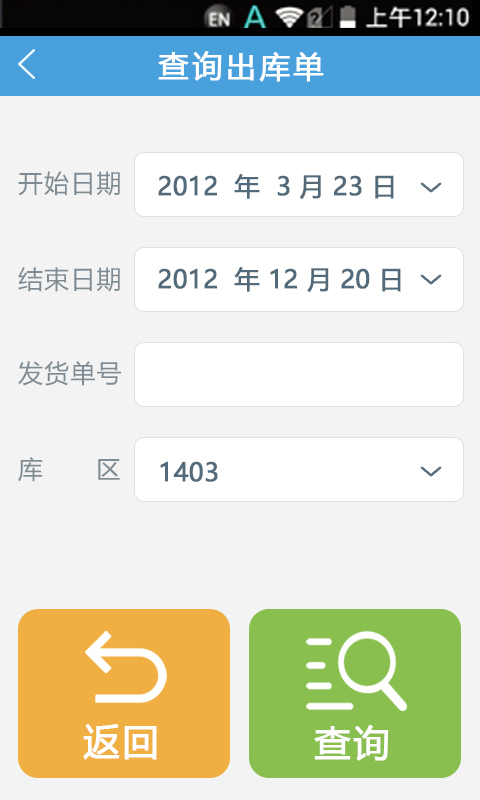 EN A 2 上午12:10
查询出库单
开始日期 2012 年 3 月 23 日
结束日期 2012 年 12 月 20 日
发货单号
库 区 1403
返回 查询